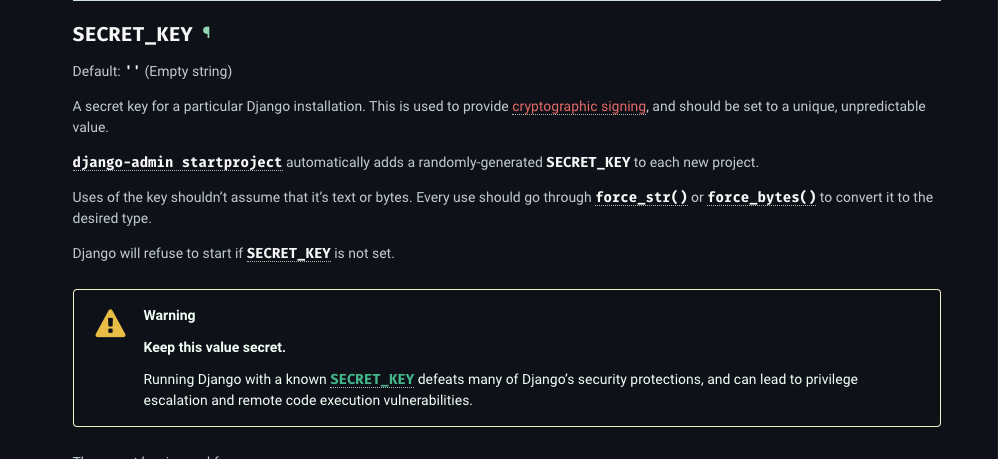 SECRET_KEY ¶
Default: '' (Empty string)
A secret key for a particular Django installation. This is used to provide cryptographic signing, and should be set to a unique, unpredictable
value.
django-admin startproject automatically adds a randomly-generated SECRET_KEY to each new project.
Uses of the key shouldn’t assume that it’s text or bytes. Every use should go through force_str() or force_bytes() to convert it to the
desired type.
Django will refuse to start if SECRET_KEY is not set.
Warning
Keep this value secret.
Running Django with a known SECRET_KEY defeats many of Django’s security protections, and can lead to privilege
escalation and remote code execution vulnerabilities.